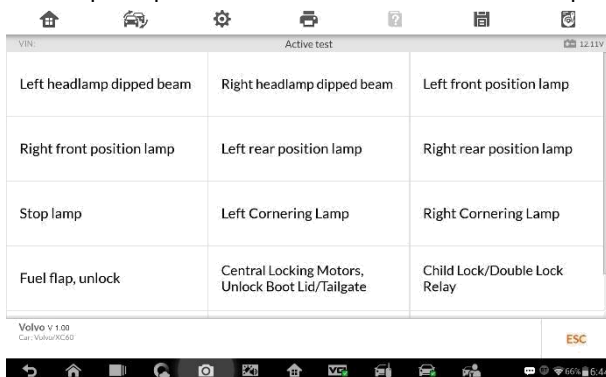 VIN:
Active test
12.11V
Left headlamp dipped beam
Right headlamp dipped beam
Left front position lamp
Right front position lamp
Left rear position lamp
Right rear position lamp
Stop lamp
Left Cornering Lamp
Right Cornering Lamp
Fuel flap, unlock
Central Locking Motors,
Unlock Boot Lid/Tailgate
Child Lock/Double Lock
Relay
Volvo V 1.00
Car: Volvo/XC60
ESC
66%